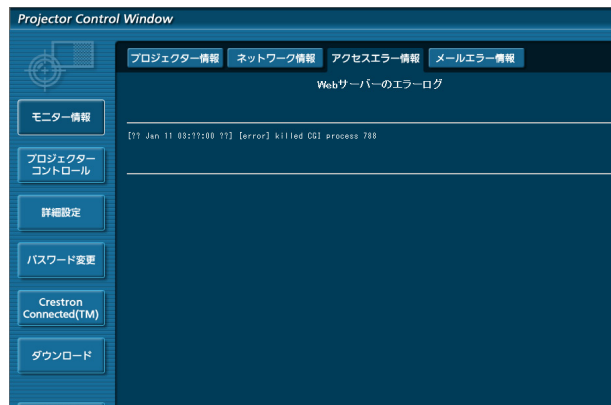 Projector Control Window
プロジェクター情報 ネットワーク情報 アクセスエラー情報 メールエラー情報
Webサーバーのエラーログ
モニター情報
[?? Jan 11 03:??:00 ??] [error] killed CGI process 788
プロジェクター
コントロール
詳細設定
パスワード変更
Crestron
Connected(TM)
ダウンロード